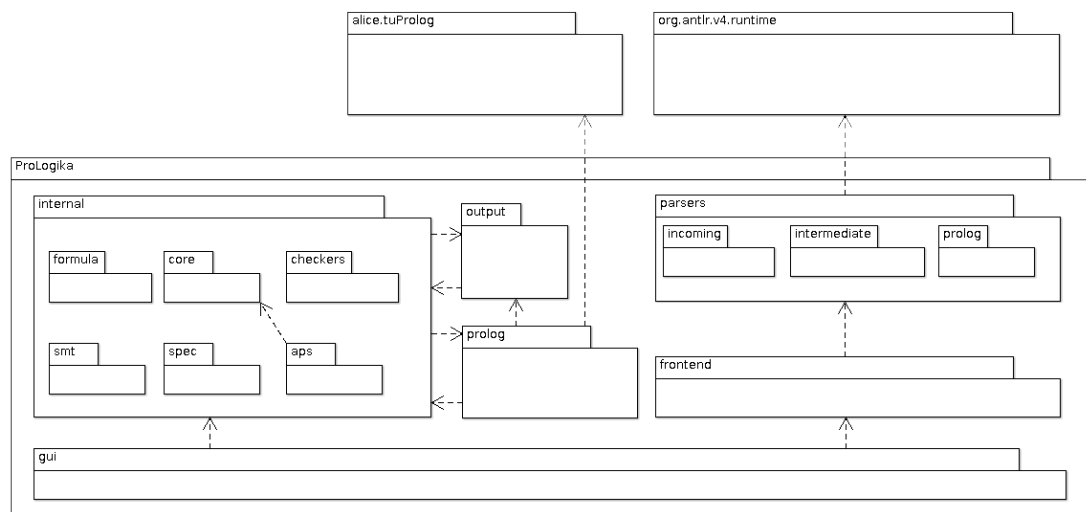 alice.tuProlog
org.antlr.v4.runtime
ProLogika
internal
output
parsers
incoming
intermediate
prolog
formula
core
checkers
prolog
smt
spec
aps
frontend
gui